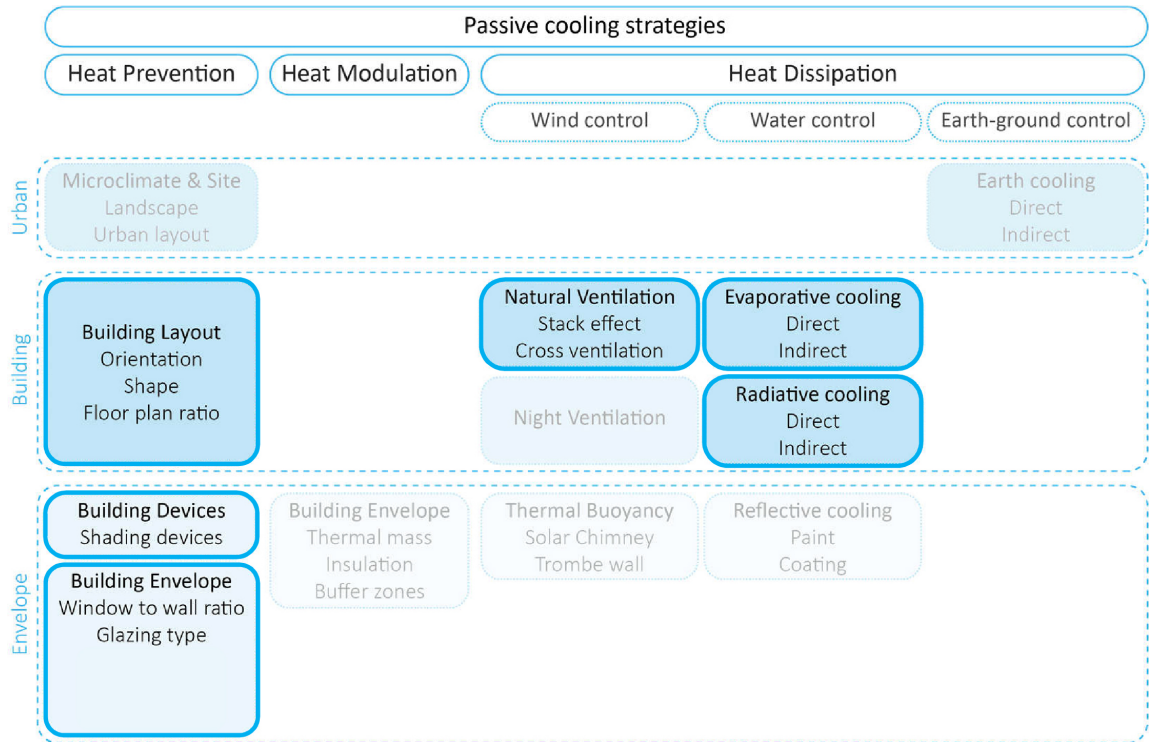 Passive cooling strategies
Heat Prevention
Heat Modulation
Heat Dissipation
Wind control
Water control
Earth-ground control
Urban
Microclimate & Site
Landscape
Urban layout
Earth cooling
Direct
Indirect
Building
Building Layout
Orientation
Shape
Floor plan ratio
Natural Ventilation
Stack effect
Cross ventilation
Evaporative cooling
Direct
Indirect
Night Ventilation
Radiative cooling
Direct
Indirect
Envelope
Building Devices
Shading devices
Building Envelope
Window to wall ratio
Glazing type
Building Envelope
Thermal mass
Insulation
Buffer zones
Thermal Buoyancy
Solar Chimney
Trombe wall
Reflective cooling
Paint
Coating